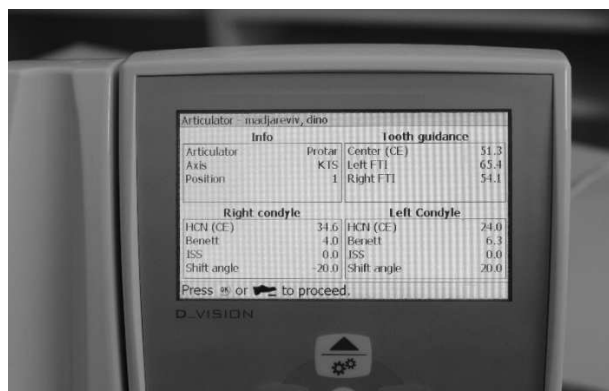 Articulator - madjareviv, dino
Info
Articulator Protar
Axis KTS
Position 1
Tooth guidance
Center (CE) 51.3
Left FTI 65.4
Right FTI 54.1
Right condyle
HCN (CE) 34.6
Benett 4.0
ISS 0.0
Shift angle -20.0
Left Condyle
HCN (CE) 24.0
Benett 6.3
ISS 0.0
Shift angle 20.0
Press OK or to proceed.
D_VISION